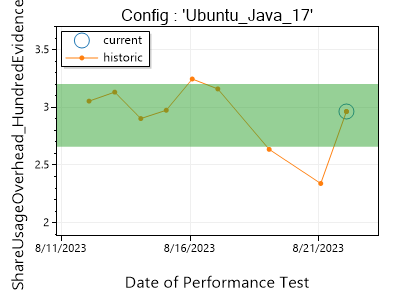 Config : 'Ubuntu_Java_17'
current
historic
3.5
3
2.5
2
8/11/2023
8/16/2023
8/21/2023
Date of Performance Test
ShareUsageOverhead_HundredEvidence